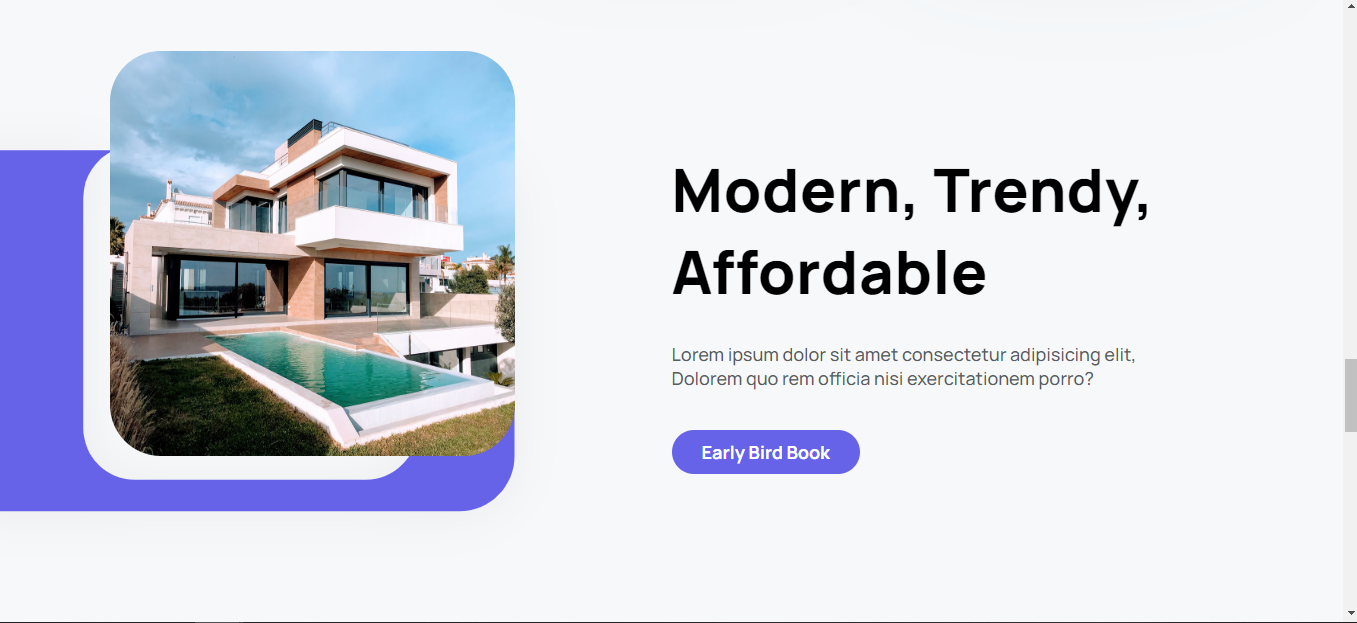 Modern, Trendy,
Affordable
Lorem ipsum dolor sit amet consectetur adipisicing elit,
Dolorem quo rem officia nisi exercitationem porro?
Early Bird Book